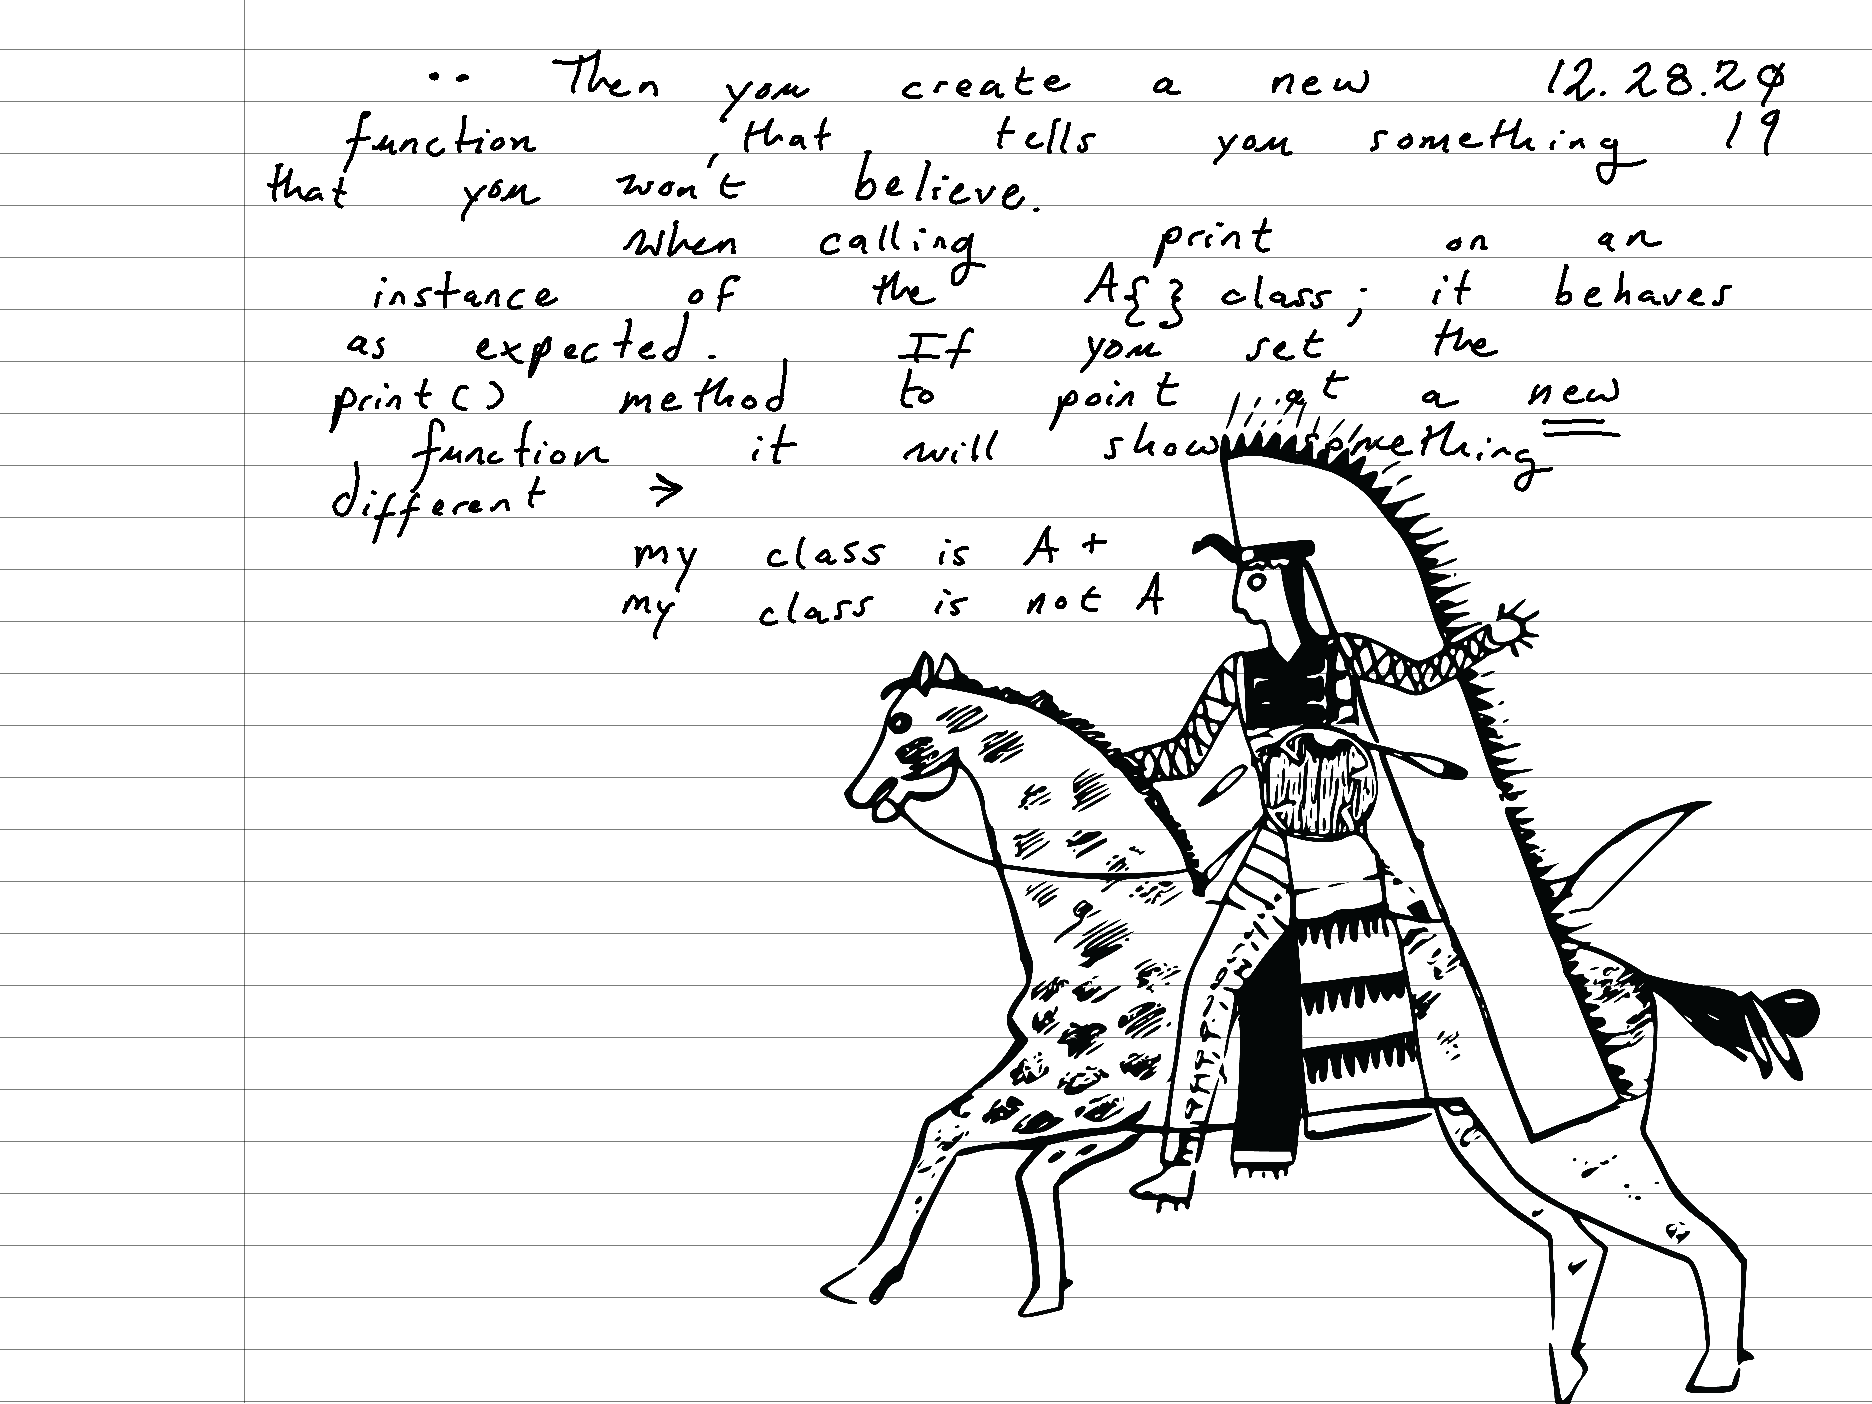 .. Then you create a new 12.28.20
function, that tells you something 19
that you won't believe.
when calling print on an
instance of the A{} class; it behaves
as expected. If you set the
print() method to point at a new
function it will show something
different →
my class is A+
my class is not A